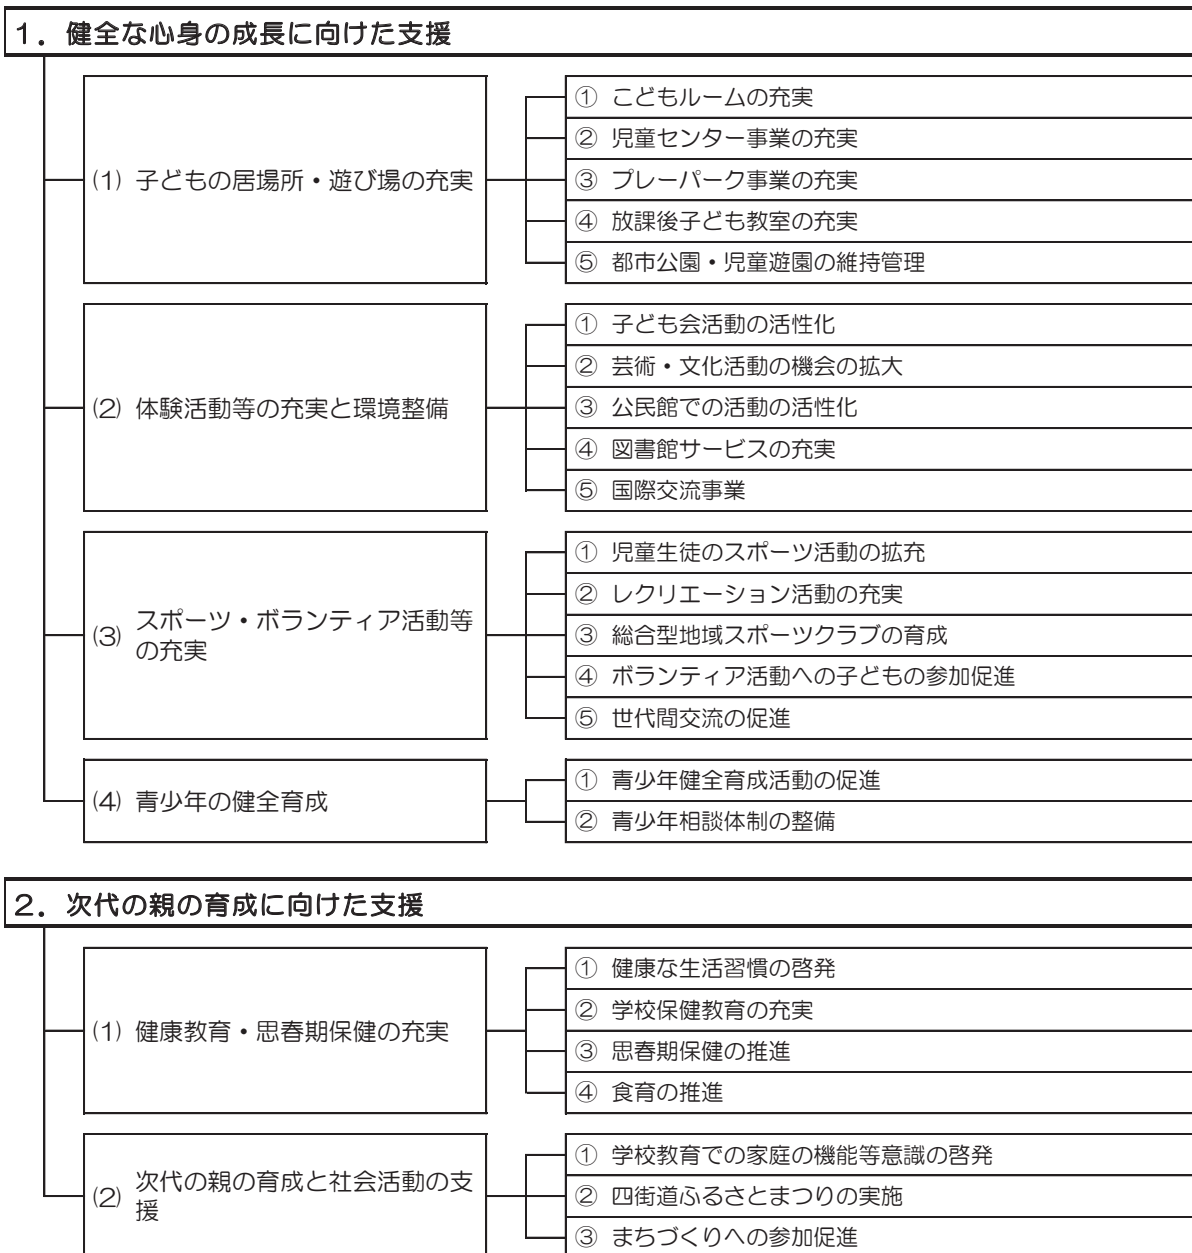 １．健全な心身の成長に向けた支援
(1) 子どもの居場所・遊び場の充実
① こどもルームの充実
② 児童センター事業の充実
③ プレーパーク事業の充実
④ 放課後子ども教室の充実
⑤ 都市公園・児童遊園の維持管理
(2) 体験活動等の充実と環境整備
① 子ども会活動の活性化
② 芸術・文化活動の機会の拡大
③ 公民館での活動の活性化
④ 図書館サービスの充実
⑤ 国際交流事業
(3) スポーツ・ボランティア活動等
の充実
① 児童生徒のスポーツ活動の拡充
② レクリエーション活動の充実
③ 総合型地域スポーツクラブの育成
④ ボランティア活動への子どもの参加促進
⑤ 世代間交流の促進
(4) 青少年の健全育成
① 青少年健全育成活動の促進
② 青少年相談体制の整備
２．次代の親の育成に向けた支援
(1) 健康教育・思春期保健の充実
① 健康な生活習慣の啓発
② 学校保健教育の充実
③ 思春期保健の推進
④ 食育の推進
(2) 次代の親の育成と社会活動の支
援
① 学校教育での家庭の機能等意識の啓発
② 四街道ふるさとまつりの実施
③ まちづくりへの参加促進